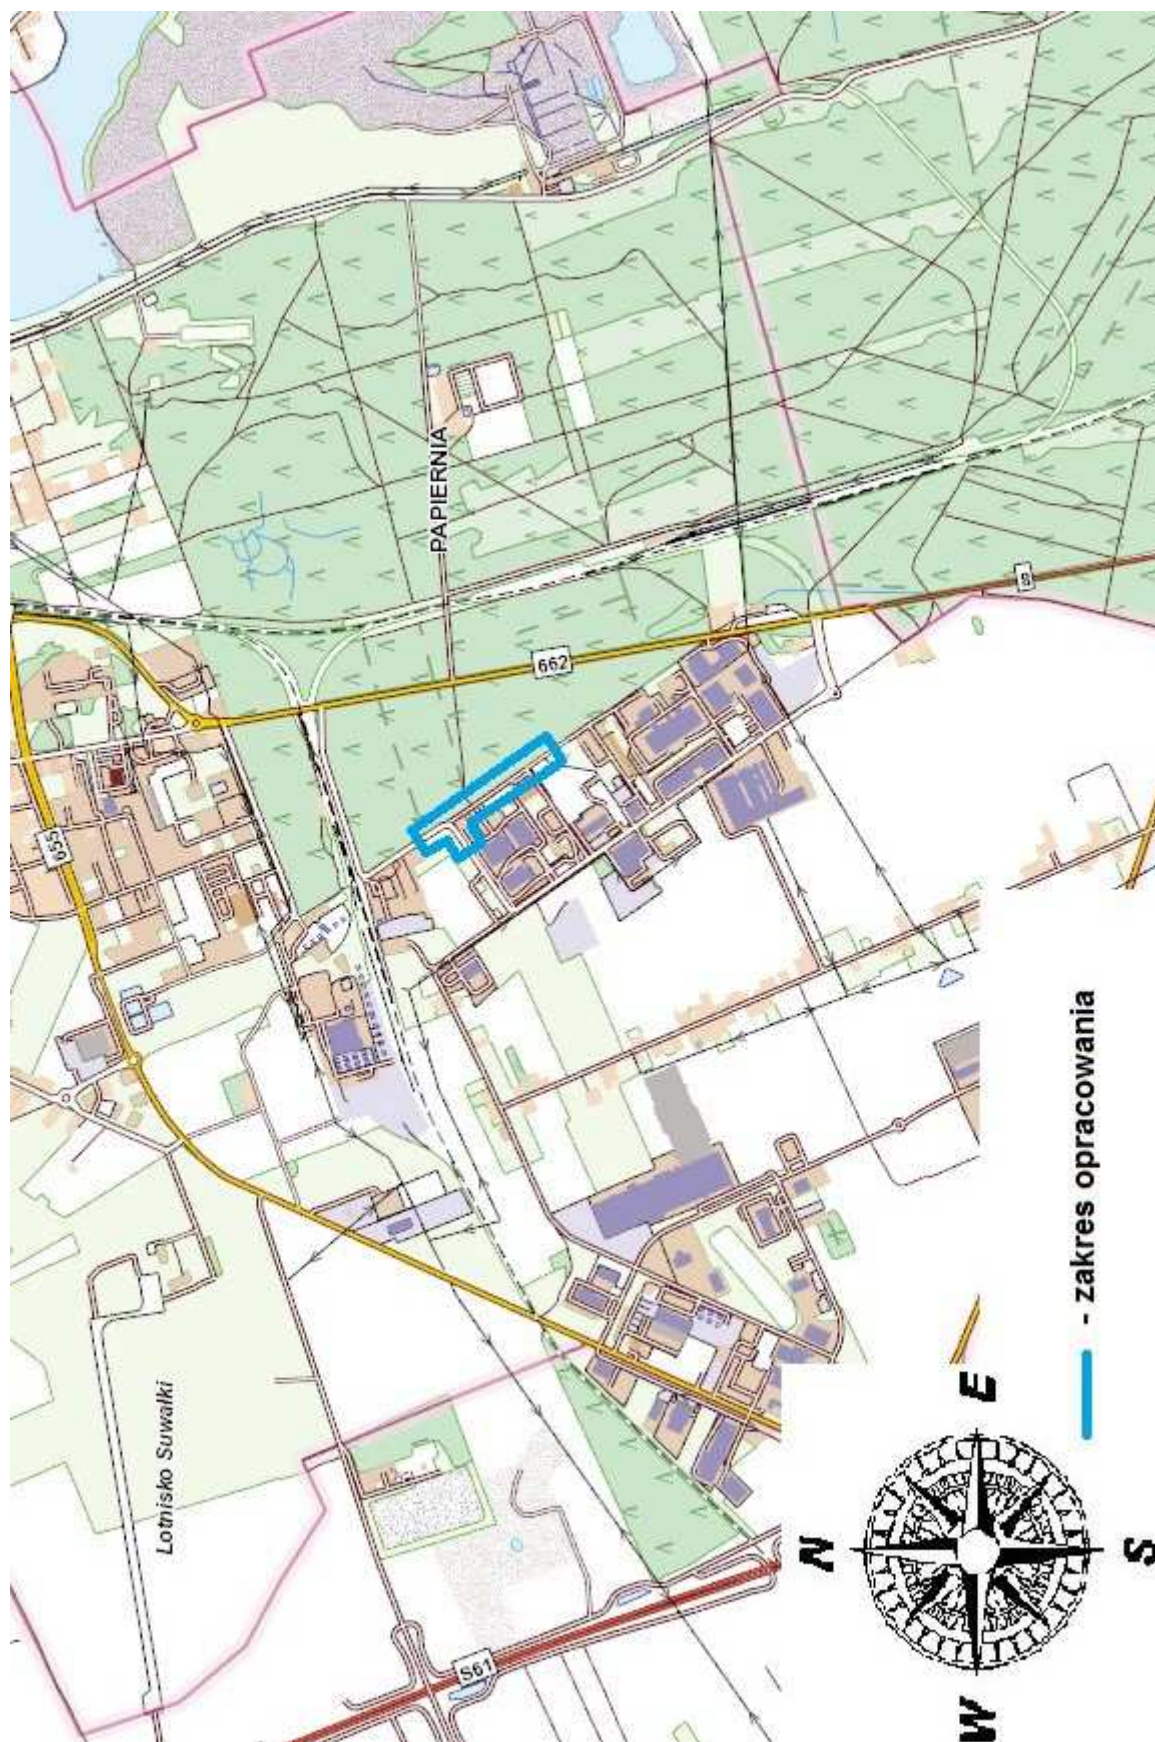 655
Lotnisko Suwałki
PAPIERNIA
S61
662
N
W
E
8
- zakres opracowania
S